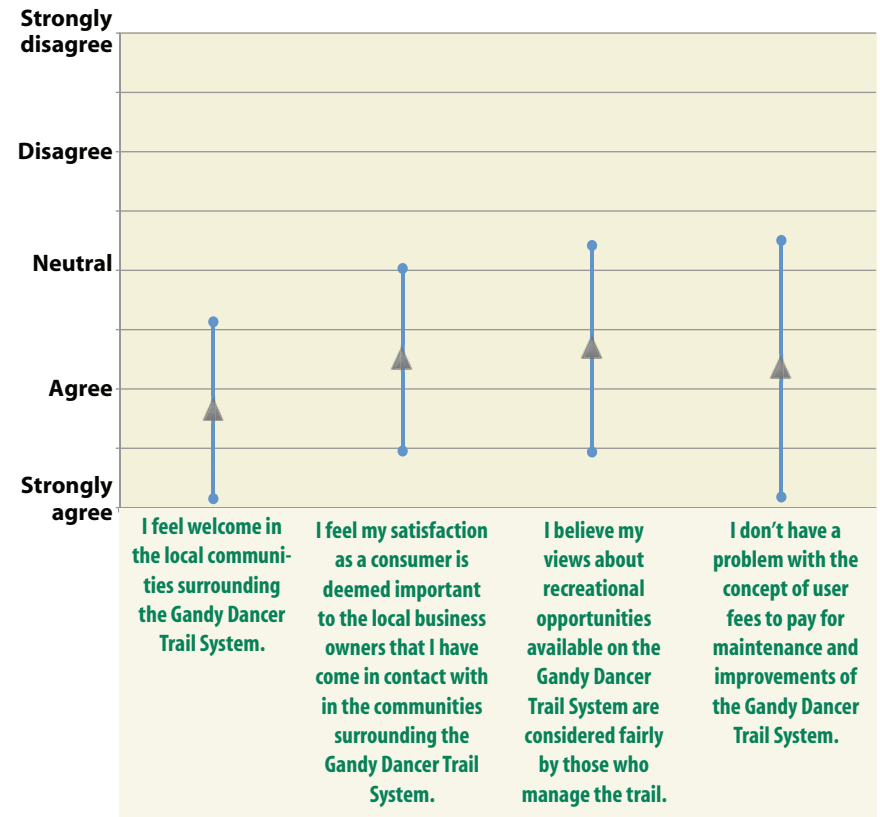 Strongly
disagree
Disagree
Neutral
Agree
Strongly
agree
I feel welcome in
the local communi-
ties surrounding
the Gandy Dancer
Trail System.
I feel my satisfaction
as a consumer is
deemed important
to the local business
owners that I have
come in contact with
in the communities
surrounding the
Gandy Dancer Trail
System.
I believe my
views about
recreational
opportunities
available on the
Gandy Dancer
Trail System are
considered fairly
by those who
manage the trail.
I don’t have a
problem with the
concept of user
fees to pay for
maintenance and
improvements of
the Gandy Dancer
Trail System.